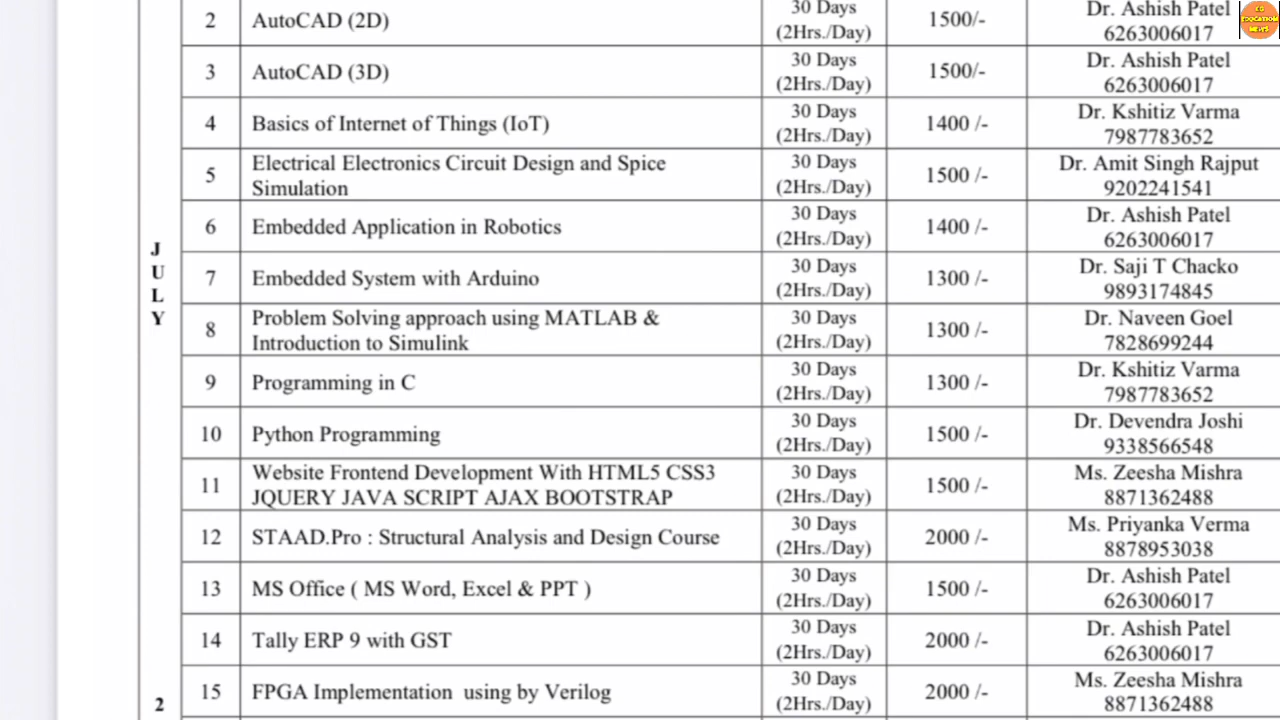 2 AutoCAD (2D) 30 Days (2Hrs./Day) 1500/- Dr. Ashish Patel 6263006017
EDUCATION
NEWS
3 AutoCAD (3D) 30 Days (2Hrs./Day) 1500/- Dr. Ashish Patel 6263006017
4 Basics of Internet of Things (IoT) 30 Days (2Hrs./Day) 1400 /- Dr. Kshitiz Varma 7987783652
5 Electrical Electronics Circuit Design and Spice Simulation 30 Days (2Hrs./Day) 1500 /- Dr. Amit Singh Rajput 9202241541
6 Embedded Application in Robotics 30 Days (2Hrs./Day) 1400 /- Dr. Ashish Patel 6263006017
7 Embedded System with Arduino 30 Days (2Hrs./Day) 1300 /- Dr. Saji T Chacko 9893174845
JULY
8 Problem Solving approach using MATLAB & Introduction to Simulink 30 Days (2Hrs./Day) 1300 /- Dr. Naveen Goel 7828699244
9 Programming in C 30 Days (2Hrs./Day) 1300 /- Dr. Kshitiz Varma 7987783652
10 Python Programming 30 Days (2Hrs./Day) 1500 /- Dr. Devendra Joshi 9338566548
11 Website Frontend Development With HTML5 CSS3 JQUERY JAVA SCRIPT AJAX BOOTSTRAP 30 Days (2Hrs./Day) 1500 /- Ms. Zeesha Mishra 8871362488
12 STAAD.Pro : Structural Analysis and Design Course 30 Days (2Hrs./Day) 2000 /- Ms. Priyanka Verma 8878953038
13 MS Office ( MS Word, Excel & PPT ) 30 Days (2Hrs./Day) 1500 /- Dr. Ashish Patel 6263006017
14 Tally ERP 9 with GST 30 Days (2Hrs./Day) 2000 /- Dr. Ashish Patel 6263006017
2 15 FPGA Implementation using by Verilog 30 Days (2Hrs./Day) 2000 /- Ms. Zeesha Mishra 8871362488